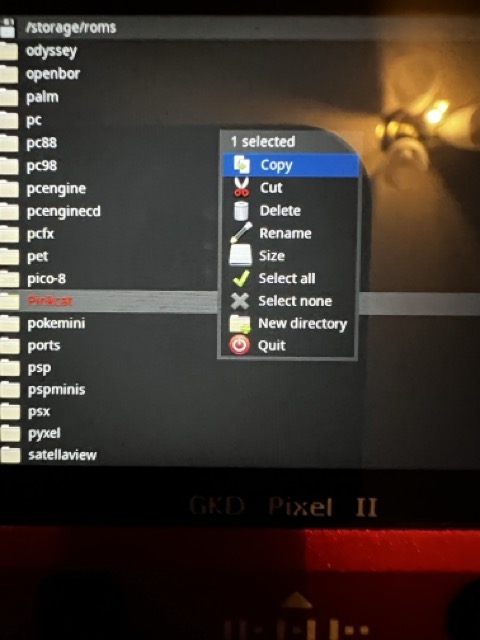 /storage/roms
odyssey
openbor
palm
pc
pc88
pc98
pcengine
pcenginecd
pcfx
pet
pico-8
Pinkcat
pokemini
ports
psp
pspminis
psx
pyxel
satellaview
1 selected
Copy
Cut
Delete
Rename
Size
Select all
Select none
New directory
Quit
GKD Pixel II